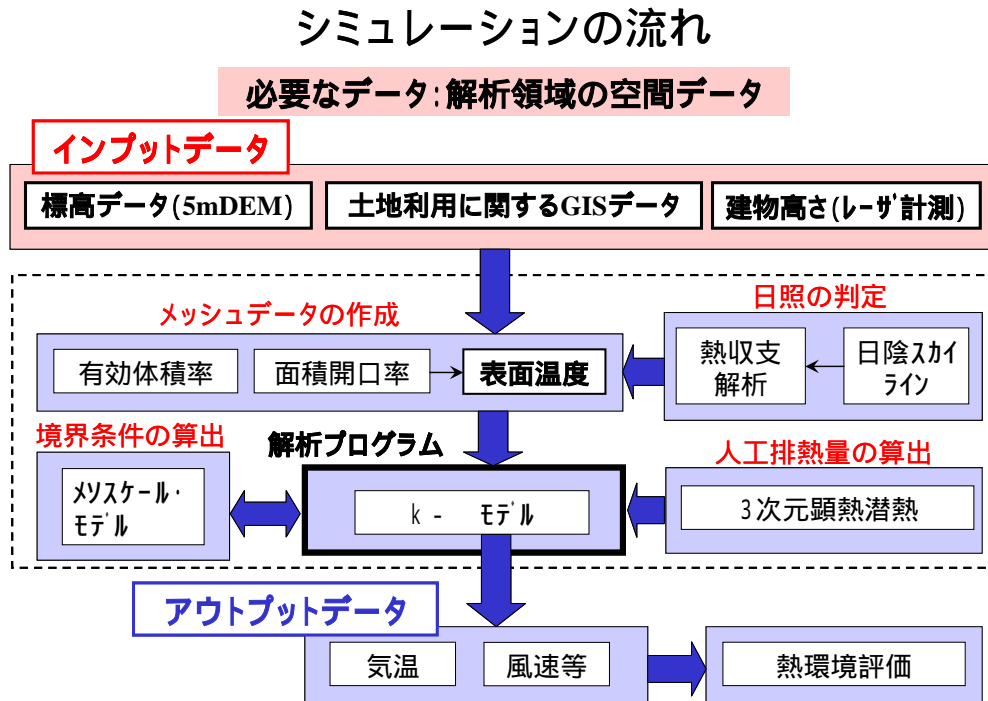 シミュレーションの流れ
必要なデータ:解析領域の空間データ
インプットデータ
標高データ(5mDEM)
土地利用に関するGISデータ
建物高さ(ﾚｰｻﾞ計測)
メッシュデータの作成
日照の判定
有効体積率
面積開口率
表面温度
熱収支
解析
日陰ｽｶｲ
ﾗｲﾝ
境界条件の算出
解析プログラム
人工排熱量の算出
ﾒｿｽｹｰﾙ･
ﾓﾃﾞﾙ
k - ﾓﾃﾞﾙ
3次元顕熱潜熱
アウトプットデータ
気温
風速等
熱環境評価